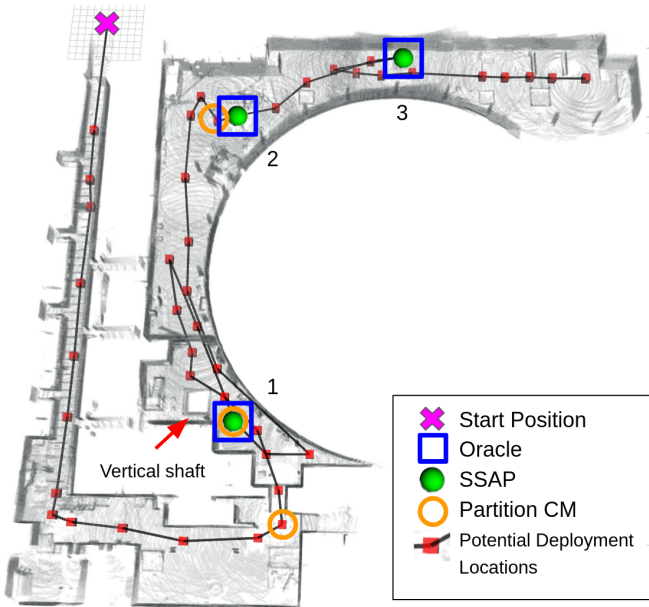 3
2
1
Vertical shaft
Start Position
Oracle
SSAP
Partition CM
Potential Deployment
Locations